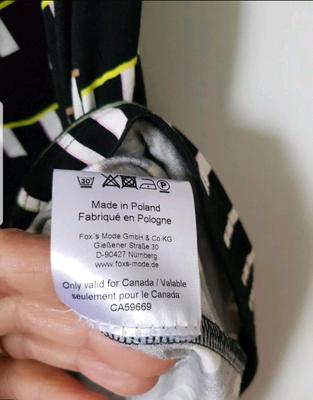 30
P
Made in Poland
Fabriqué en Pologne
Fox's Mode GmbH & Co KG
Gießener Straße 30
D-90427 Nürnberg
www.foxs-mode.de
Only valid for Canada / Valable
seulement pour le Canada:
CA59669